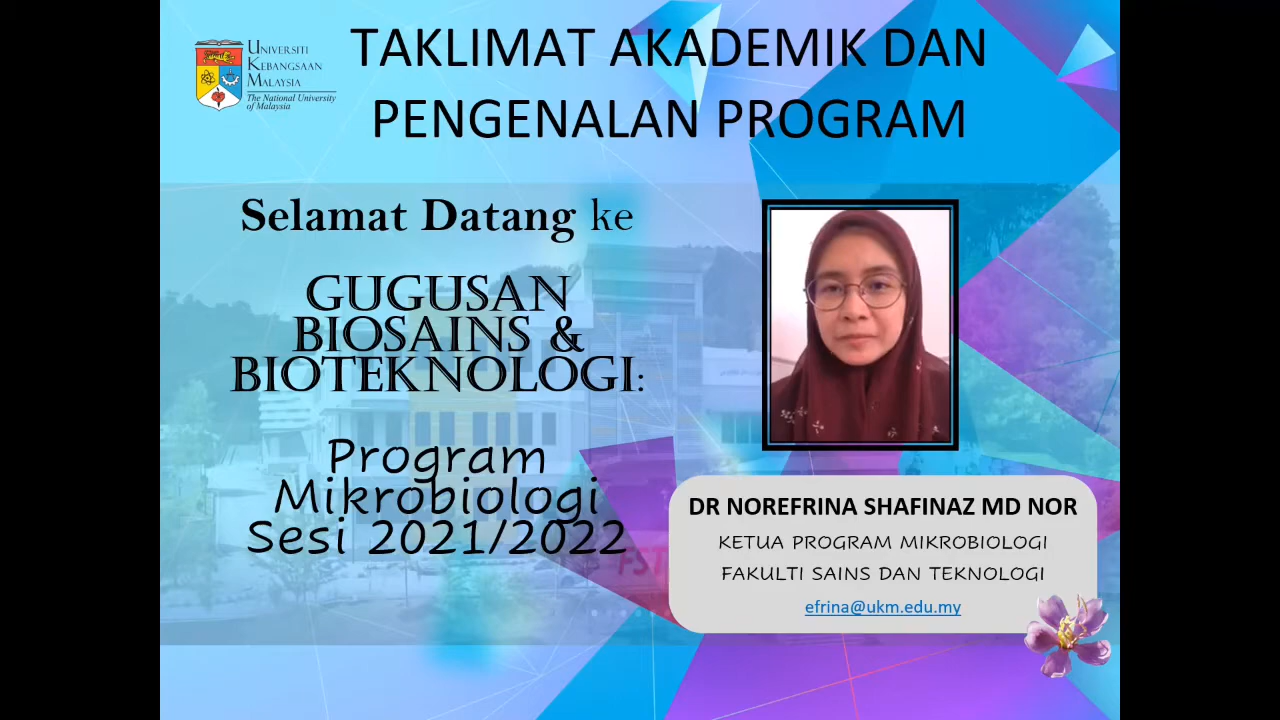 UNIVERSITI
KEBANGSAAN
MALAYSIA
The National University
of Malaysia
TAKLIMAT AKADEMIK DAN
PENGENALAN PROGRAM
Selamat Datang ke
GUGUSAN
BIOSAINS &
BIOTEKNOLOGI:
Program
Mikrobiologi
Sesi 2021/2022
FST
DR NOREFRINA SHAFINAZ MD NOR
KETUA PROGRAM MIKROBIOLOGI
FAKULTI SAINS DAN TEKNOLOGI
efrina@ukm.edu.my